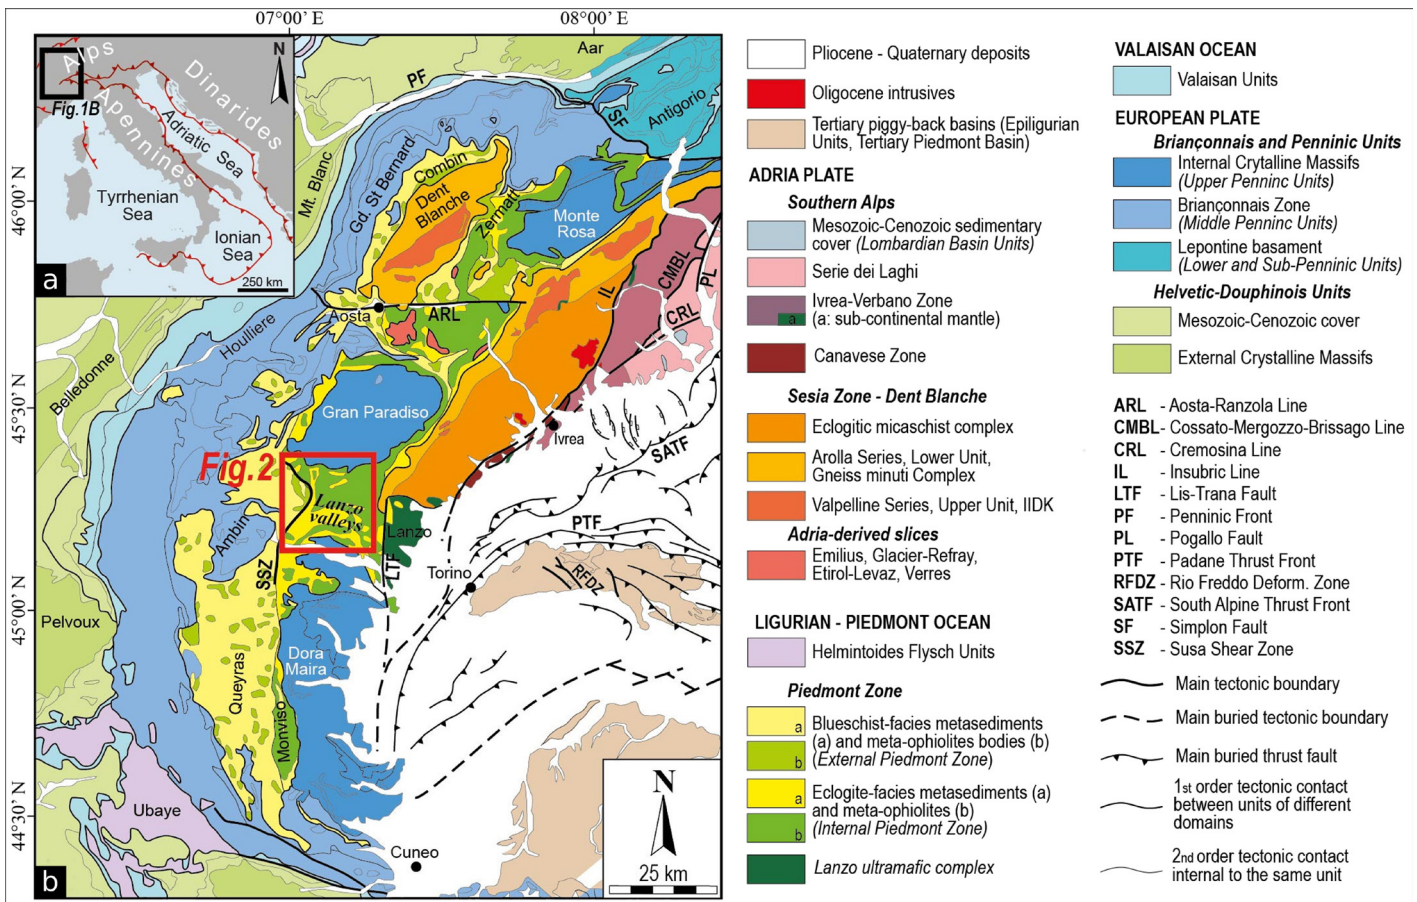 07°00' E
08°00' E
46°00' N
45°30' N
45°00' N
44°30' N
Alps
Dinarides
Apennines
Fig.1B
Adriatic Sea
Tyrrhenian
Sea
Ionian
Sea
N
250 km
a
Aar
PF
SF
Antigorio
Mt. Blanc
Gd. St Bernard
Combin
Dent
Blanche
Zermatt
Monte
Rosa
CMBL
PL
IL
CRL
Aosta
ARL
Houlliere
Belledonne
Gran Paradiso
Ivrea
SATF
Fig.2
Lanzo
valleys
Lanzo
Ambin
SSZ
LTF
Torino
PTF
RFDZ
Pelvoux
Dora
Maira
Queyras
Monviso
Ubaye
Cuneo
N
25 km
b
Pliocene - Quaternary deposits
Oligocene intrusives
Tertiary piggy-back basins (Epiligurian
Units, Tertiary Piedmont Basin)
ADRIA PLATE
Southern Alps
Mesozoic-Cenozoic sedimentary
cover (Lombardian Basin Units)
Serie dei Laghi
Ivrea-Verbano Zone
a
(a: sub-continental mantle)
Canavese Zone
Sesia Zone - Dent Blanche
Eclogitic micaschist complex
Arolla Series, Lower Unit,
Gneiss minuti Complex
Valpelline Series, Upper Unit, IIDK
Adria-derived slices
Emilius, Glacier-Refray,
Etirol-Levaz, Verres
LIGURIAN - PIEDMONT OCEAN
Helmintoides Flysch Units
Piedmont Zone
a
Blueschist-facies metasediments
(a) and meta-ophiolites bodies (b)
b
(External Piedmont Zone)
a
Eclogite-facies metasediments (a)
and meta-ophiolites (b)
b
(Internal Piedmont Zone)
Lanzo ultramafic complex
VALAISAN OCEAN
Valaisan Units
EUROPEAN PLATE
Briançonnais and Penninic Units
Internal Crytalline Massifs
(Upper Penninc Units)
Briançonnais Zone
(Middle Penninc Units)
Lepontine basament
(Lower and Sub-Penninic Units)
Helvetic-Douphinois Units
Mesozoic-Cenozoic cover
External Crystalline Massifs
ARL - Aosta-Ranzola Line
CMBL- Cossato-Mergozzo-Brissago Line
CRL - Cremosina Line
IL - Insubric Line
LTF - Lis-Trana Fault
PF - Penninic Front
PL - Pogallo Fault
PTF - Padane Thrust Front
RFDZ - Rio Freddo Deform. Zone
SATF - South Alpine Thrust Front
SF - Simplon Fault
SSZ - Susa Shear Zone
Main tectonic boundary
Main buried tectonic boundary
Main buried thrust fault
1st order tectonic contact
between units of different
domains
2nd order tectonic contact
internal to the same unit